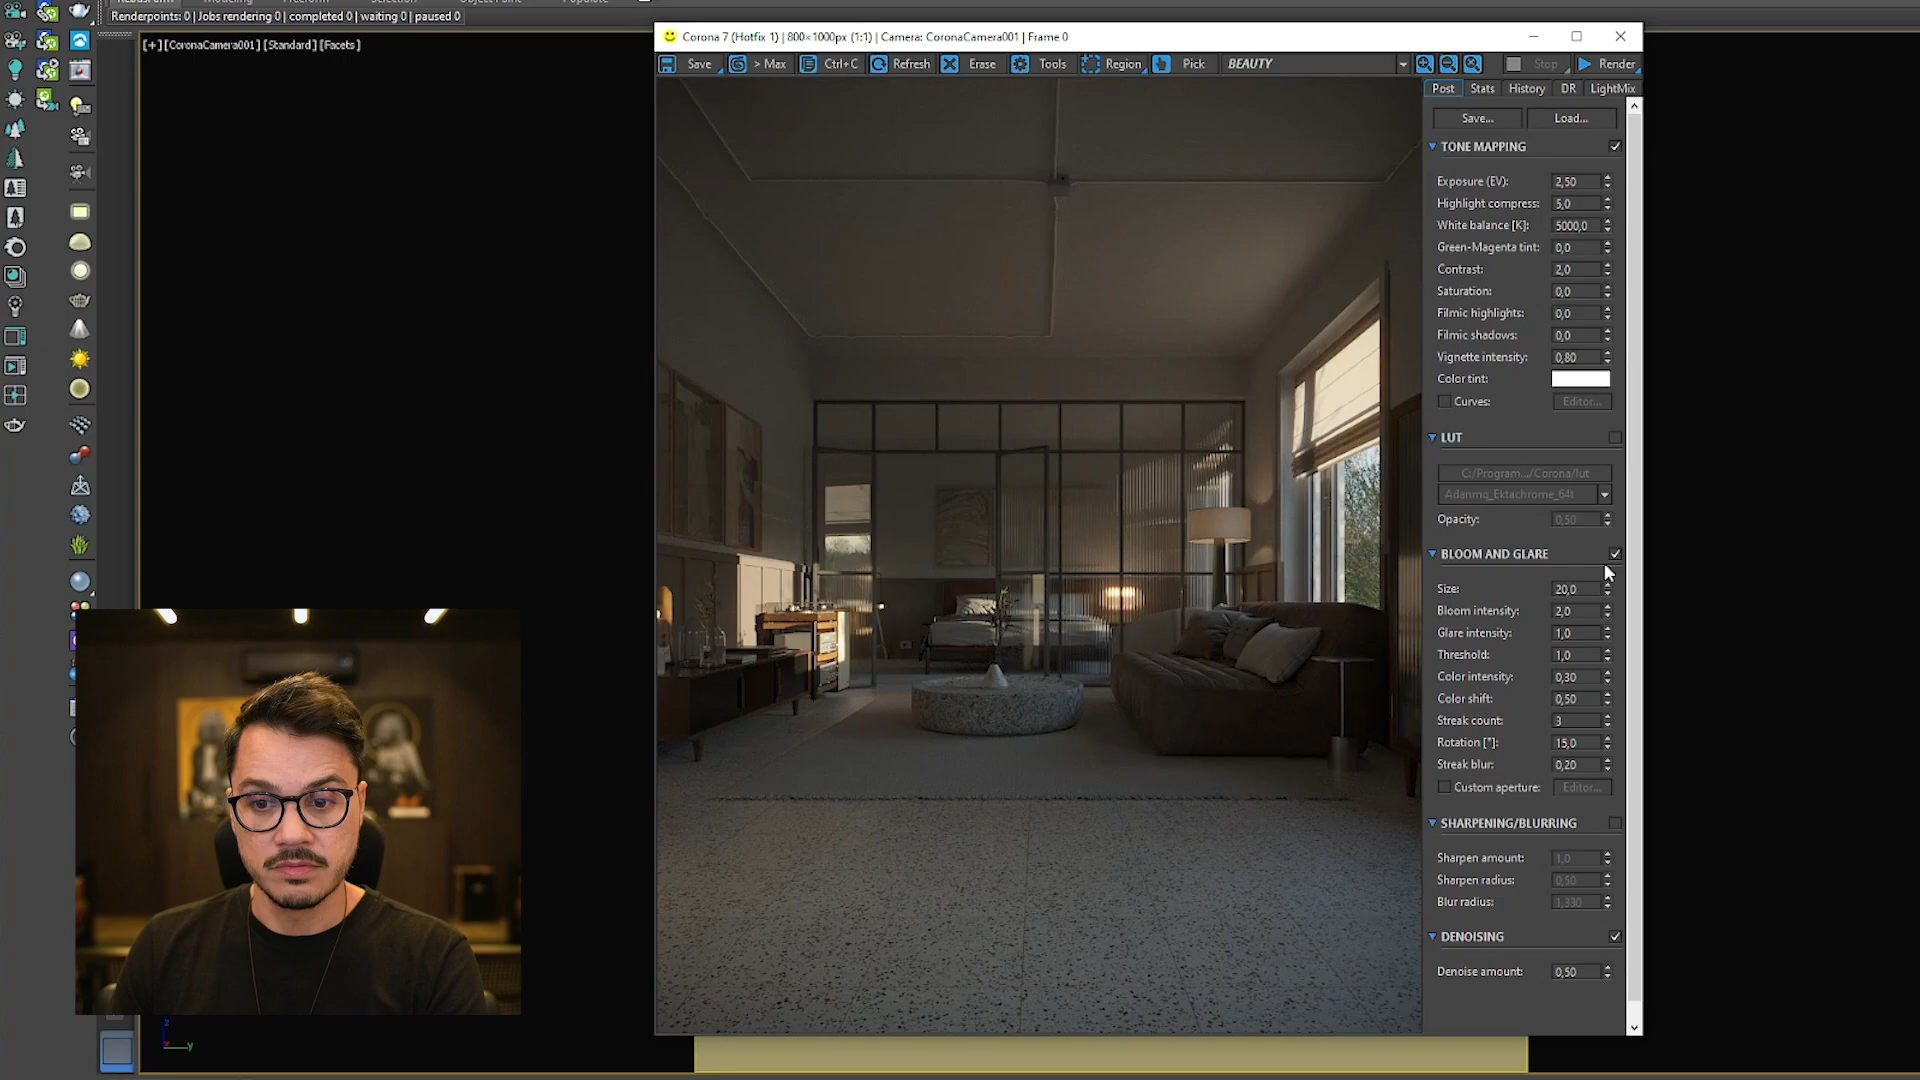 Renderpoints: 0 | Jobs rendering 0 | completed 0 | waiting 0 | paused 0
[+] [CoronaCamera001] [Standard] [Facets]
Corona 7 (Hotfix 1) | 800×1000px (1:1) | Camera: CoronaCamera001 | Frame 0
Save > Max Ctrl+C Refresh Erase Tools Region Pick BEAUTY Stop Render
Post Stats History DR LightMix
Save... Load...
TONE MAPPING
Exposure (EV): 2,50
Highlight compress: 5,0
White balance [K]: 5000,0
Green-Magenta tint: 0,0
Contrast: 2,0
Saturation: 0,0
Filmic highlights: 0,0
Filmic shadows: 0,0
Vignette intensity: 0,80
Color tint:
Curves: Editor...
LUT
C:/Program.../Corona/lut
Adanmq_Ektachrome_64t
Opacity: 0,50
BLOOM AND GLARE
Size: 20,0
Bloom intensity: 2,0
Glare intensity: 1,0
Threshold: 1,0
Color intensity: 0,30
Color shift: 0,50
Streak count: 3
Rotation [°]: 15,0
Streak blur: 0,20
Custom aperture: Editor...
SHARPENING/BLURRING
Sharpen amount: 1,0
Sharpen radius: 0,50
Blur radius: 1,330
DENOISING
Denoise amount: 0,50
z
y